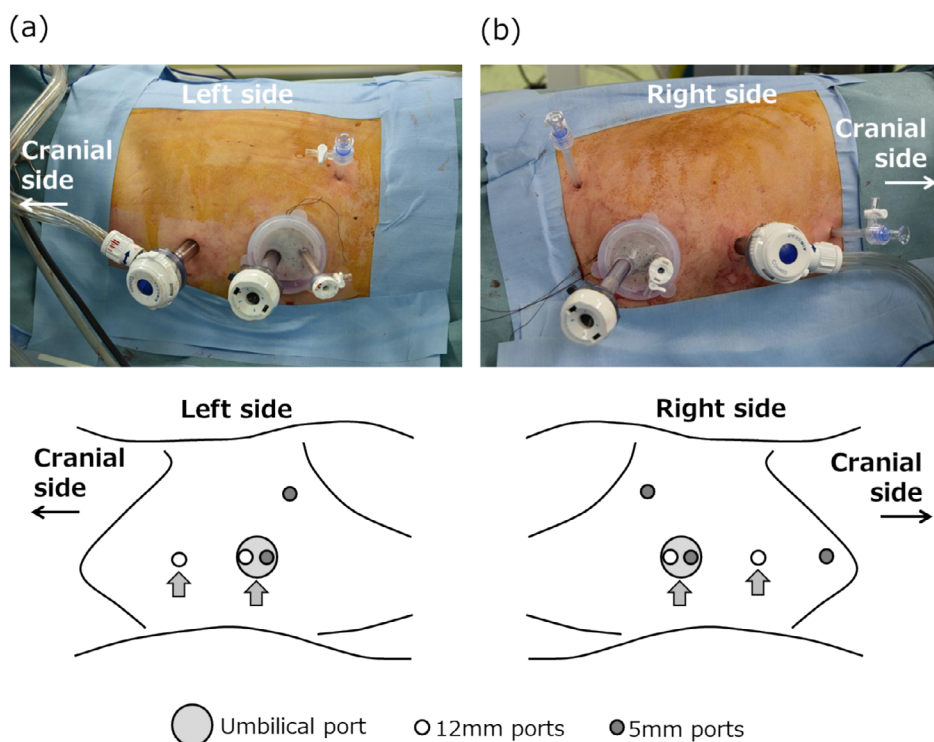 (a)
(b)
Left side
Right side
Cranial
side
Cranial
side
Left side
Right side
Cranial
side
Cranial
side
Umbilical port
12mm ports
5mm ports